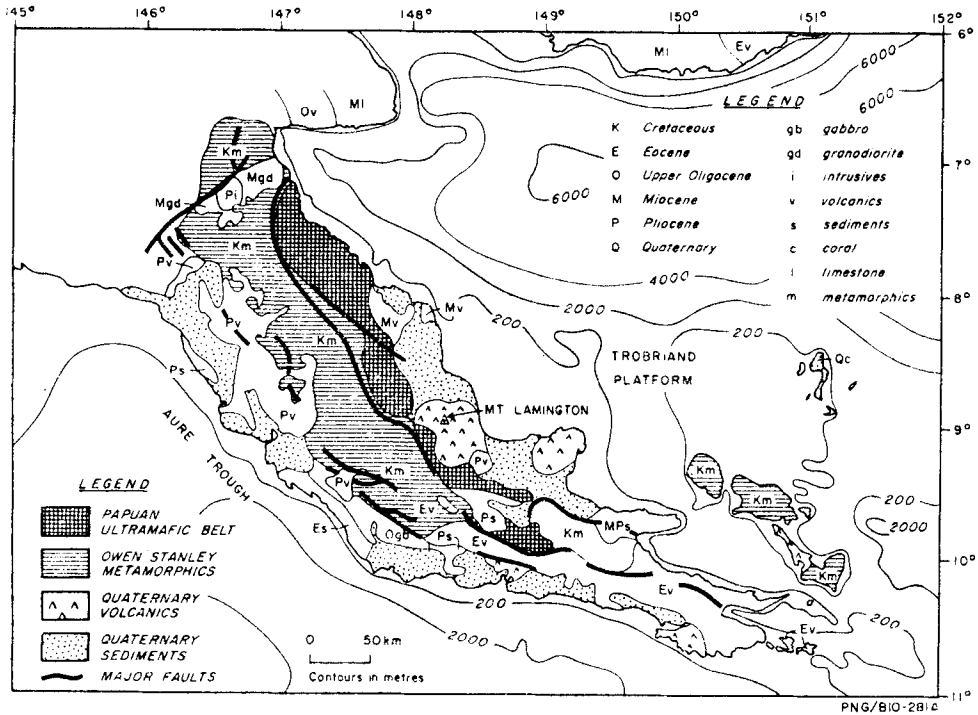 145° 146° 147° 148° 149° 150° 151° 152°
6°
Ml Ev
6000
Ov Ml
LEGEND
6000
K Cretaceous gb gabbro
E Eocene gd granodiorite
O Upper Oligocene i intrusives
M Miocene v volcanics
P Pliocene s sediments
Q Quaternary c coral
l limestone
m metamorphics
Km
Mgd
Mgd Pi
6000
Km
Pv
4000
8°
2000
200
200
Mv
Mv
Pv
Km
Qc
TROBRIAND
PLATFORM
Ps
Pv
MT LAMINGTON
9°
AURE
TROUGH
Km
Pv
Km
Km
200
2000
LEGEND
PAPUAN
ULTRAMAFIC BELT
OWEN STANLEY
METAMORPHICS
QUATERNARY
VOLCANICS
QUATERNARY
SEDIMENTS
MAJOR FAULTS
Pv
Ev
Ps
MPs
Km
Es
Ogb
Ps
Ev
Km
10°
200
Ev
200
Ev
2000
0 50km
Contours in metres
11°
PNG/B10-281A